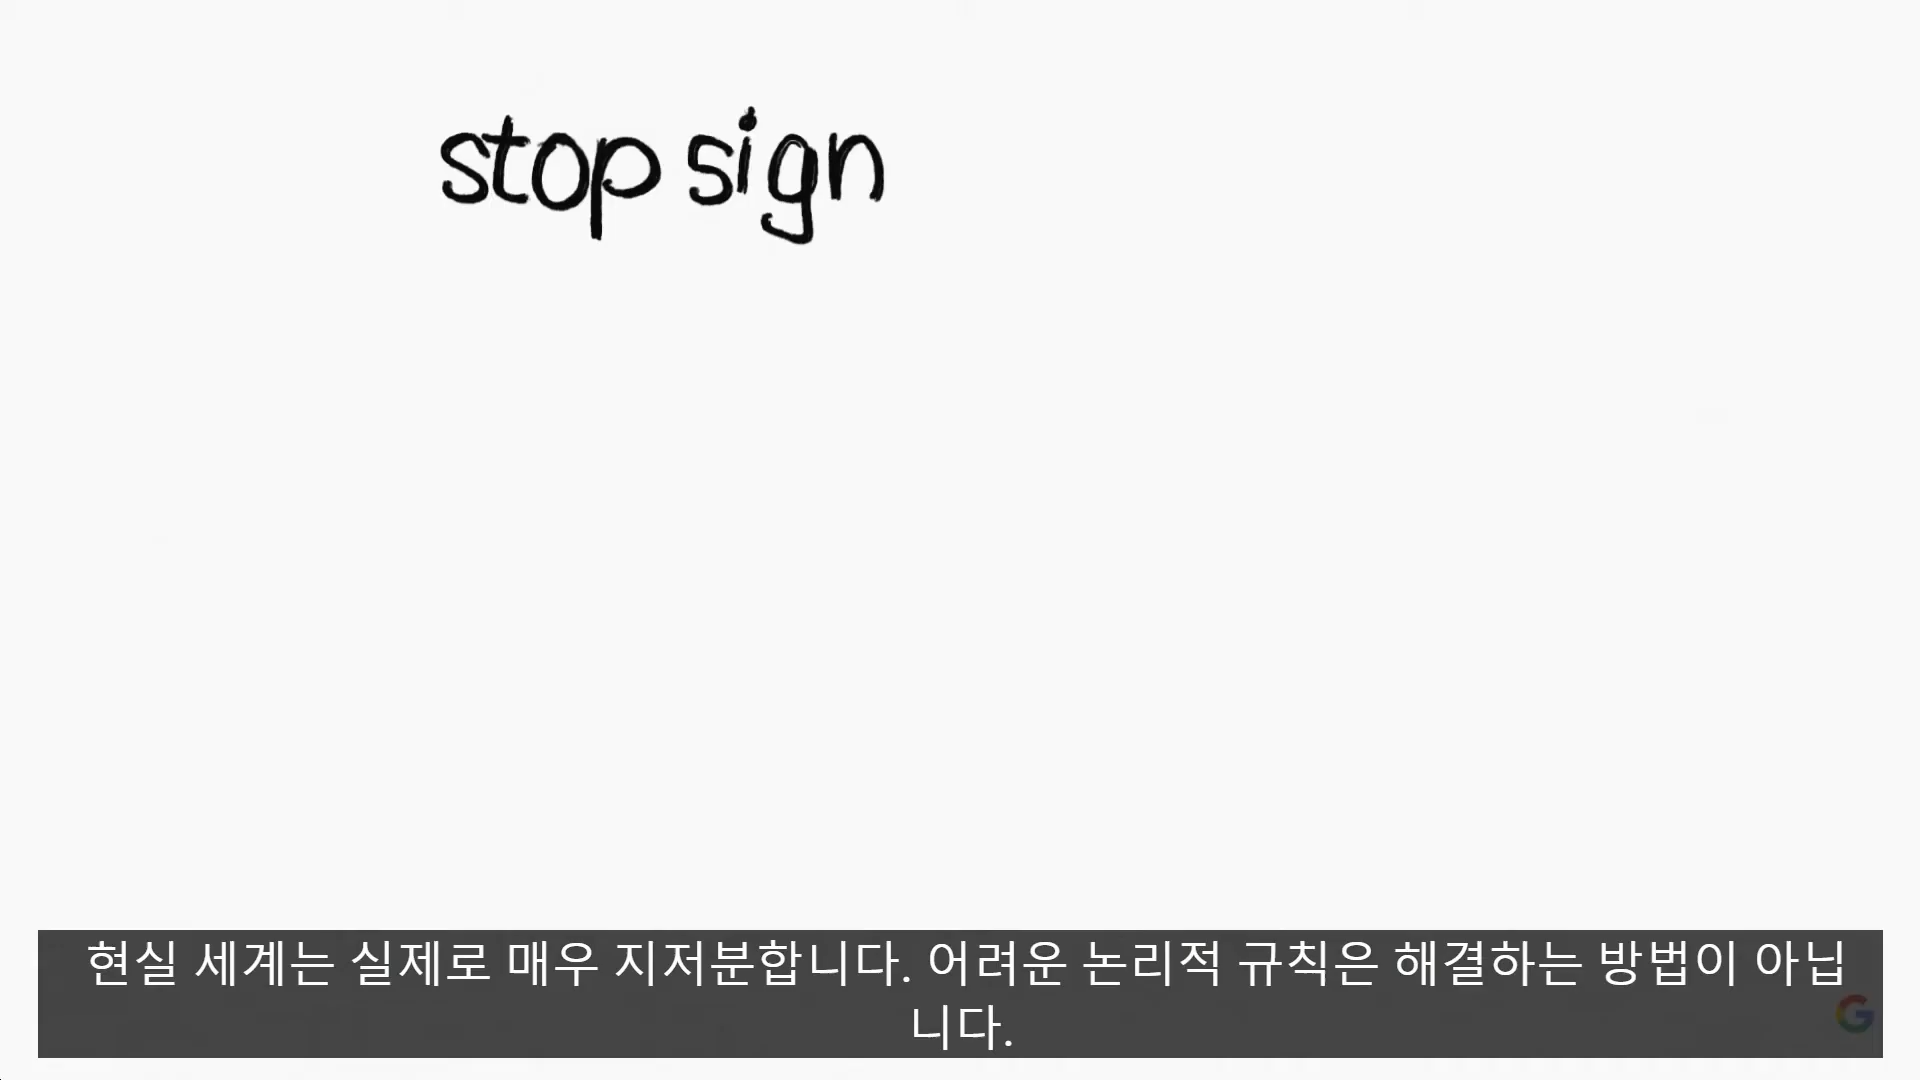 stop sign
현실 세계는 실제로 매우 지저분합니다. 어려운 논리적 규칙은 해결하는 방법이 아닙
니다.